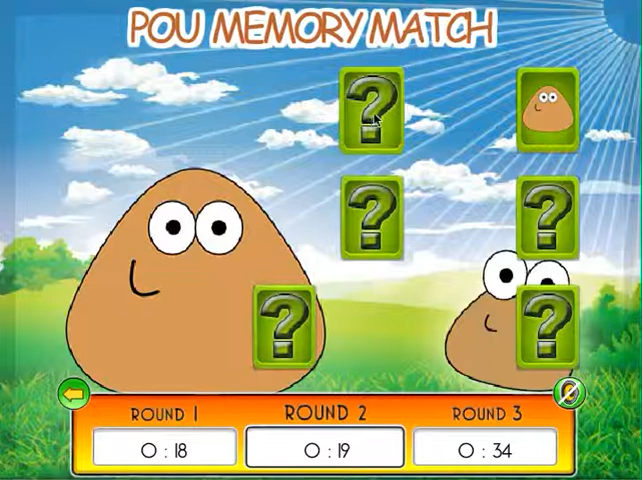 POU MEMORY MATCH
?
? ?
? ?
ROUND 1 ROUND 2 ROUND 3
0 : 18 0 : 19 0 : 34